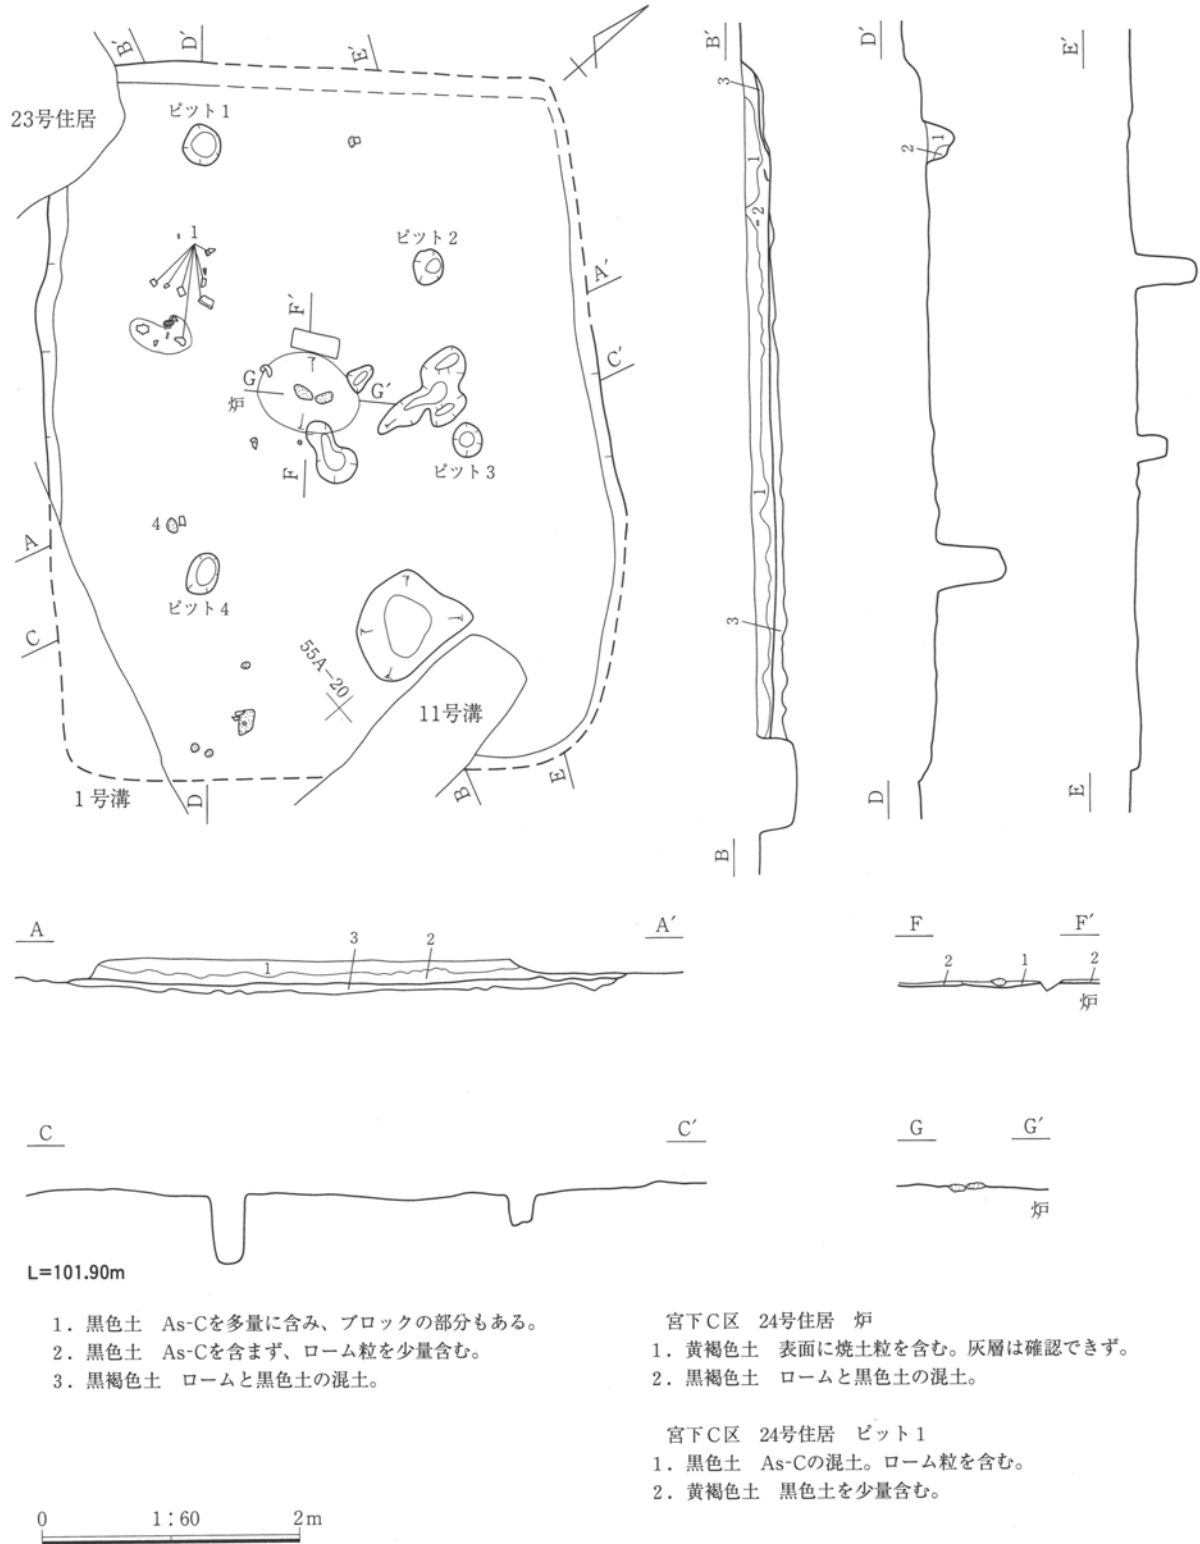 B′
D′
E′
23号住居
ピット1
1
ピット2
A′
F′
C′
G
G′
炉
F
ピット3
4
A
ピット4
C
55A-20
11号溝
1号溝
D
B
E
B′
3
1
2
1
3
B
D′
1
2
D
E′
E
A
A′
3
2
1
F
F′
2
1
2
炉
C
C′
G
G′
炉
L=101.90m
1．黒色土　As-Cを多量に含み、ブロックの部分もある。
2．黒色土　As-Cを含まず、ローム粒を少量含む。
3．黒褐色土　ロームと黒色土の混土。
宮下C区　24号住居　炉
1．黄褐色土　表面に焼土粒を含む。灰層は確認できず。
2．黒褐色土　ロームと黒色土の混土。
宮下C区　24号住居　ピット1
1．黒色土　As-Cの混土。ローム粒を含む。
2．黄褐色土　黒色土を少量含む。
0　1：60　2m